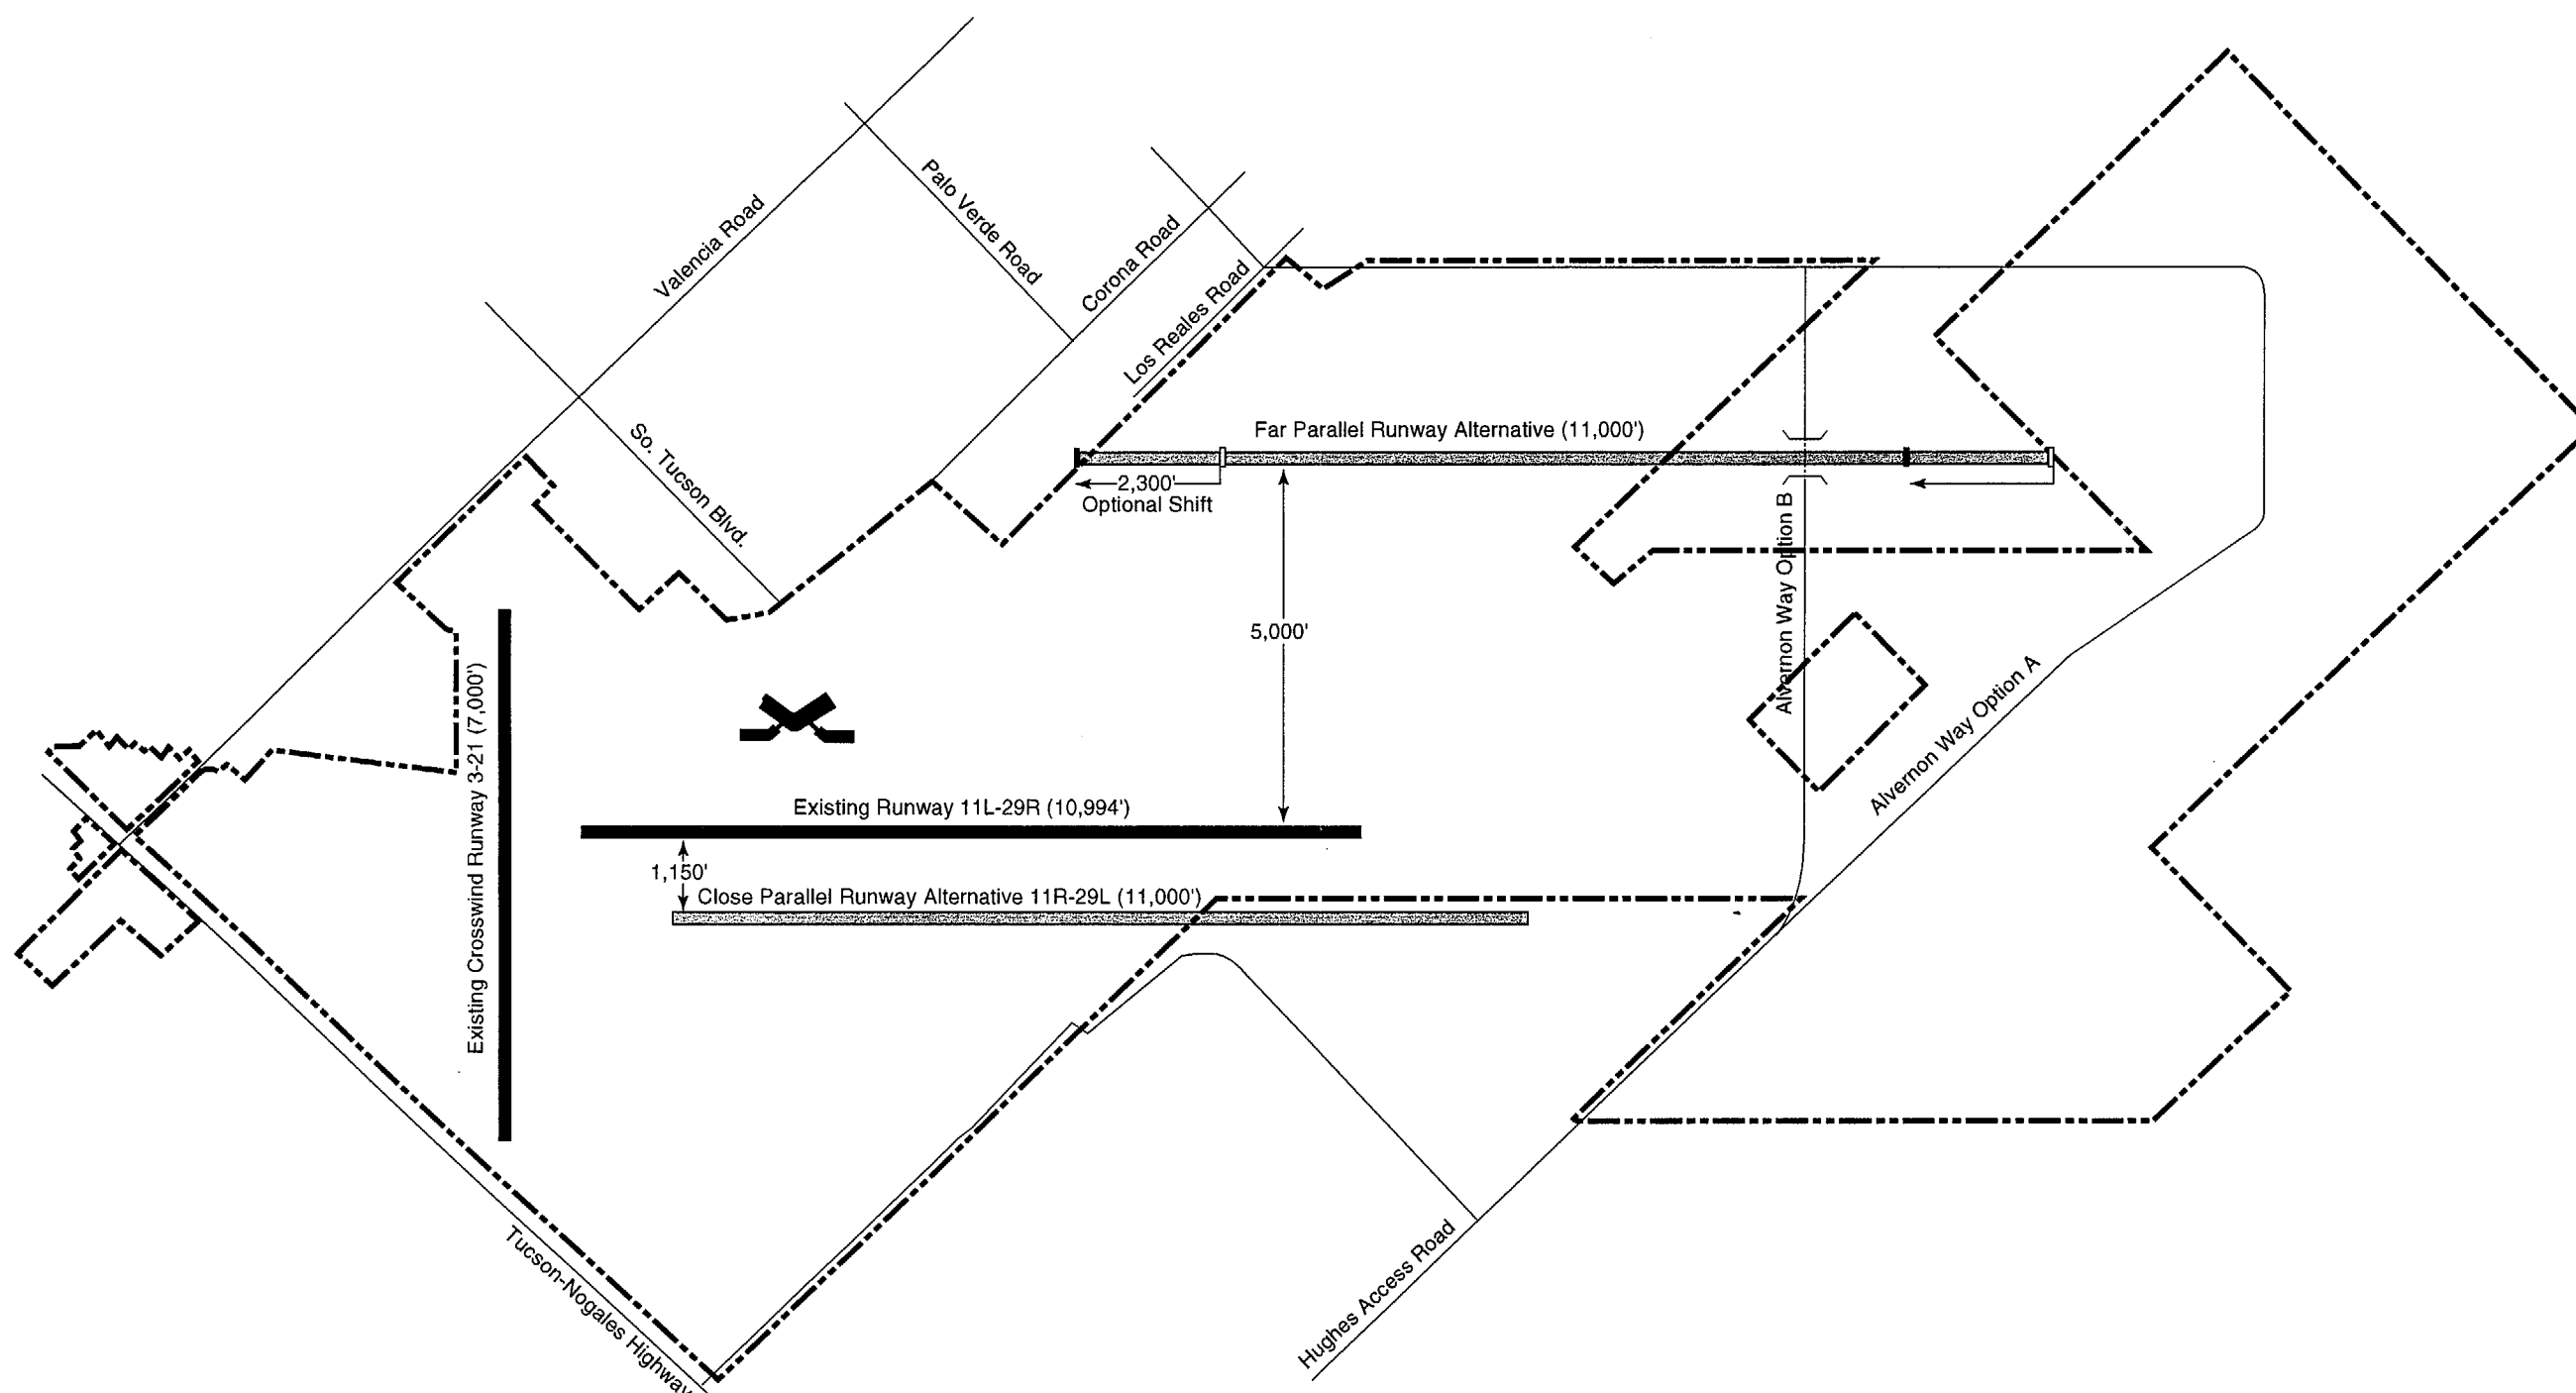 Valencia Road
Palo Verde Road
Corona Road
Los Reales Road
So. Tucson Blvd.
Far Parallel Runway Alternative (11,000')
2,300'
Optional Shift
Alvernon Way Option B
5,000'
Existing Crosswind Runway 3-21 (7,000')
Alvernon Way Option A
Existing Runway 11L-29R (10,994')
1,150'
Close Parallel Runway Alternative 11R-29L (11,000')
Tucson-Nogales Highway
Hughes Access Road